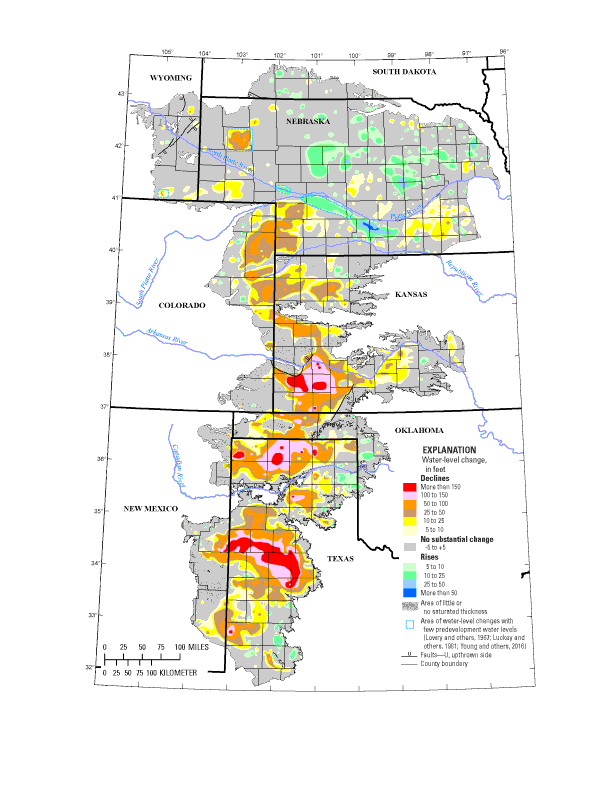 105° 104° 103° 102° 101° 100° 99° 98° 97° 96°
WYOMING
SOUTH DAKOTA
43°
NEBRASKA
42°
North Platte River
41°
Platte River
40°
South Platte River
Republican River
39°
COLORADO
KANSAS
Arkansas River
38°
37°
OKLAHOMA
36°
Canadian River
35°
NEW MEXICO
34°
TEXAS
33°
32°
EXPLANATION
Water-level change,
in feet
Declines
More than 150
100 to 150
50 to 100
25 to 50
10 to 25
5 to 10
No substantial change
-5 to +5
Rises
5 to 10
10 to 25
25 to 50
More than 50
Area of little or
no saturated thickness
Area of water-level changes with
few predevelopment water levels
(Lowry and others, 1967; Luckey and
others, 1981; Young and others, 2016)
U
Faults—U, upthrown side
County boundary
0 25 50 75 100 MILES
0 25 50 75 100 KILOMETER